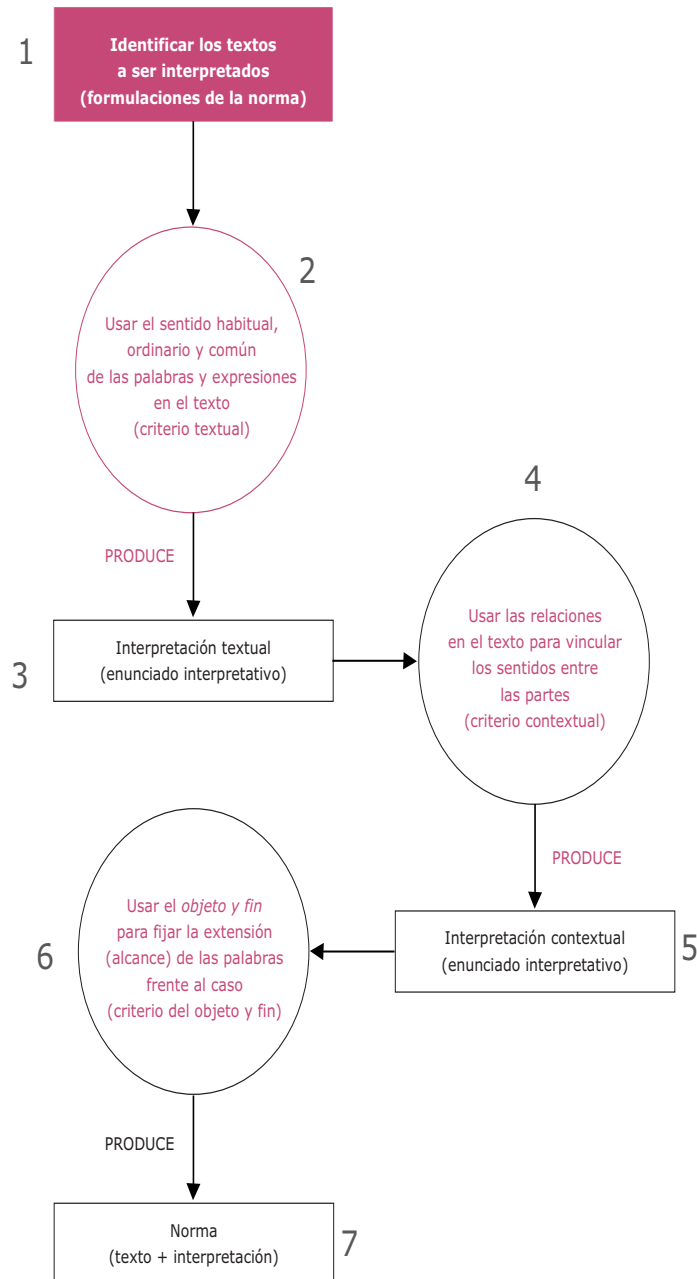 1
Identificar los textos
a ser interpretados
(formulaciones de la norma)
2
Usar el sentido habitual,
ordinario y común
de las palabras y expresiones
en el texto
(criterio textual)
PRODUCE
3
Interpretación textual
(enunciado interpretativo)
4
Usar las relaciones
en el texto para vincular
los sentidos entre
las partes
(criterio contextual)
PRODUCE
5
Interpretación contextual
(enunciado interpretativo)
6
Usar el objeto y fin
para fijar la extensión
(alcance) de las palabras
frente al caso
(criterio del objeto y fin)
PRODUCE
7
Norma
(texto + interpretación)